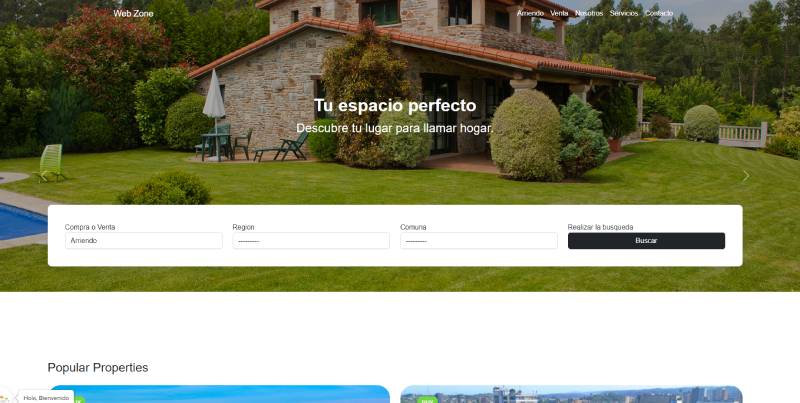 Web Zone
Arriendo Venta Nosotros Servicios Contacto
Tu espacio perfecto
Descubre tu lugar para llamar hogar.
Compra o Venta Region Comuna Realizar la busqueda
Arriendo --------- --------- Buscar
Popular Properties
Hola, Bienvenido